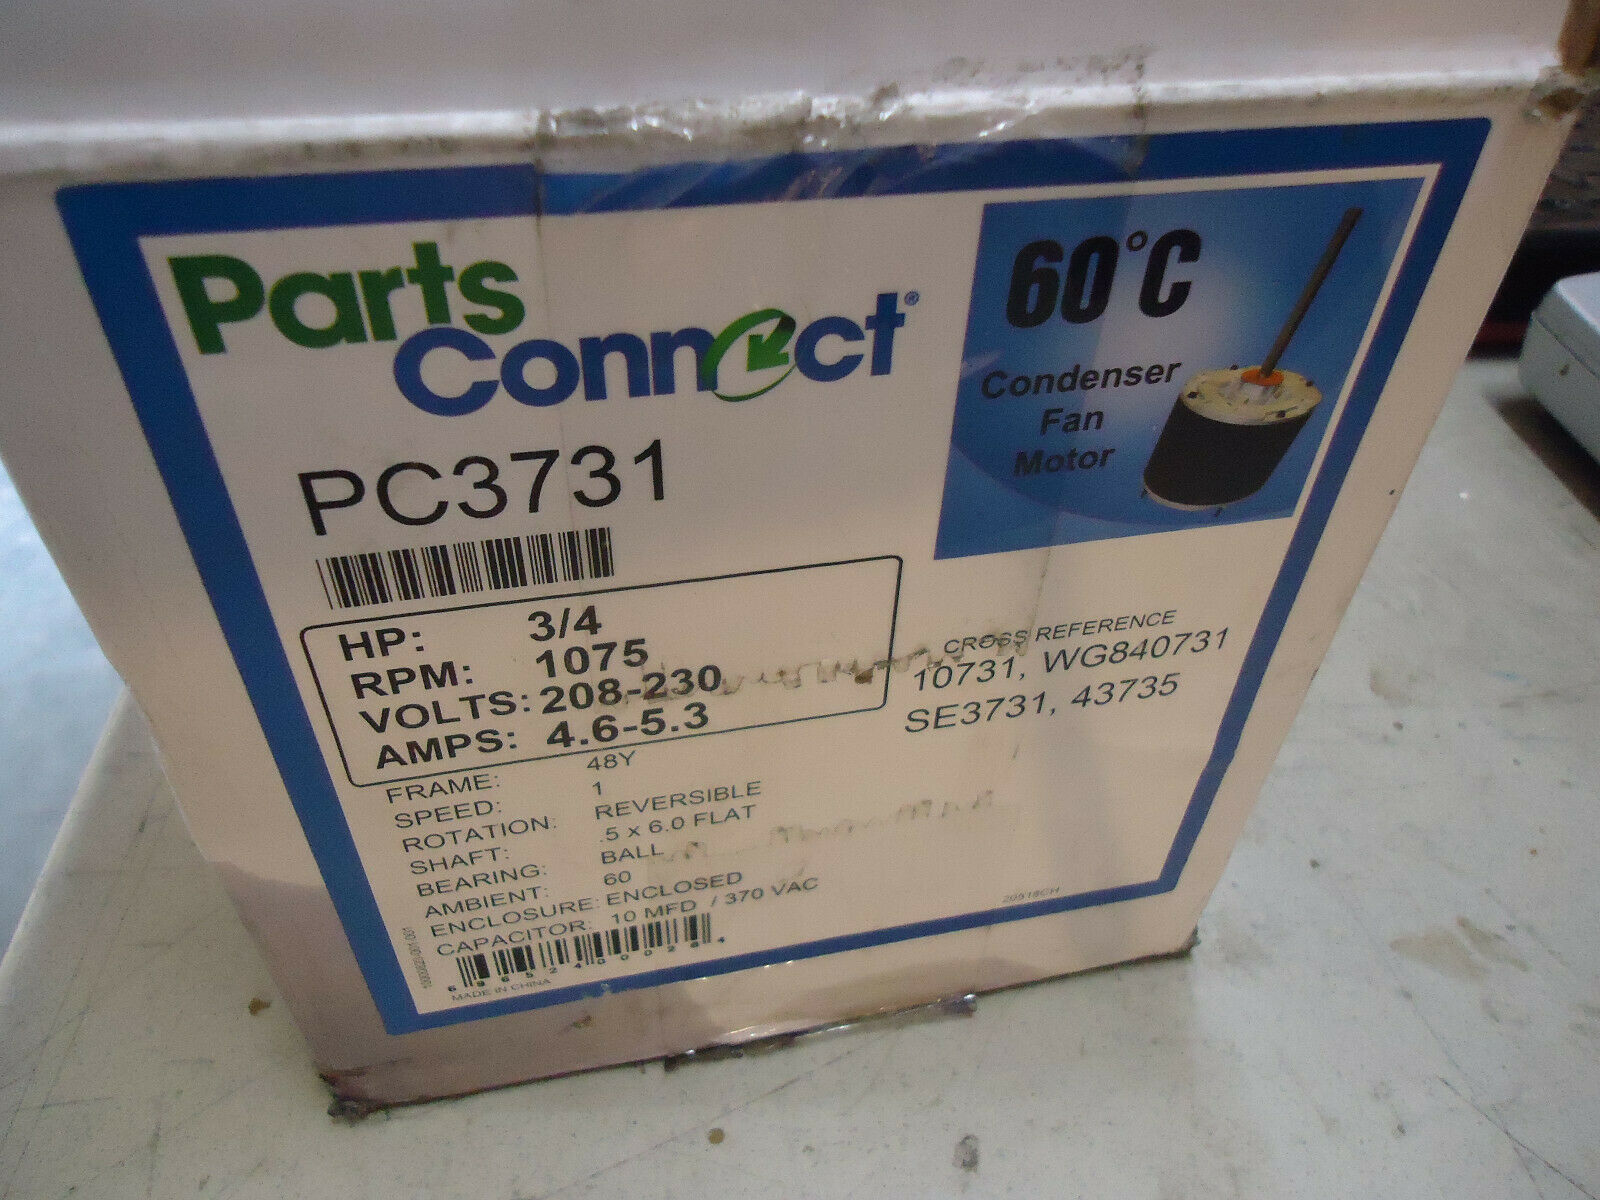 Parts
Connect®
PC3731
HP: 3/4
RPM: 1075
VOLTS: 208-230
AMPS: 4.6-5.3
FRAME: 48Y
SPEED: 1
ROTATION: REVERSIBLE
SHAFT: .5 x 6.0 FLAT
BEARING: BALL
AMBIENT: 60
ENCLOSURE: ENCLOSED
CAPACITOR: 10 MFD / 370 VAC
MADE IN CHINA
60°C
Condenser
Fan
Motor
CROSS REFERENCE
10731, WG840731
SE3731, 43735
20518CH